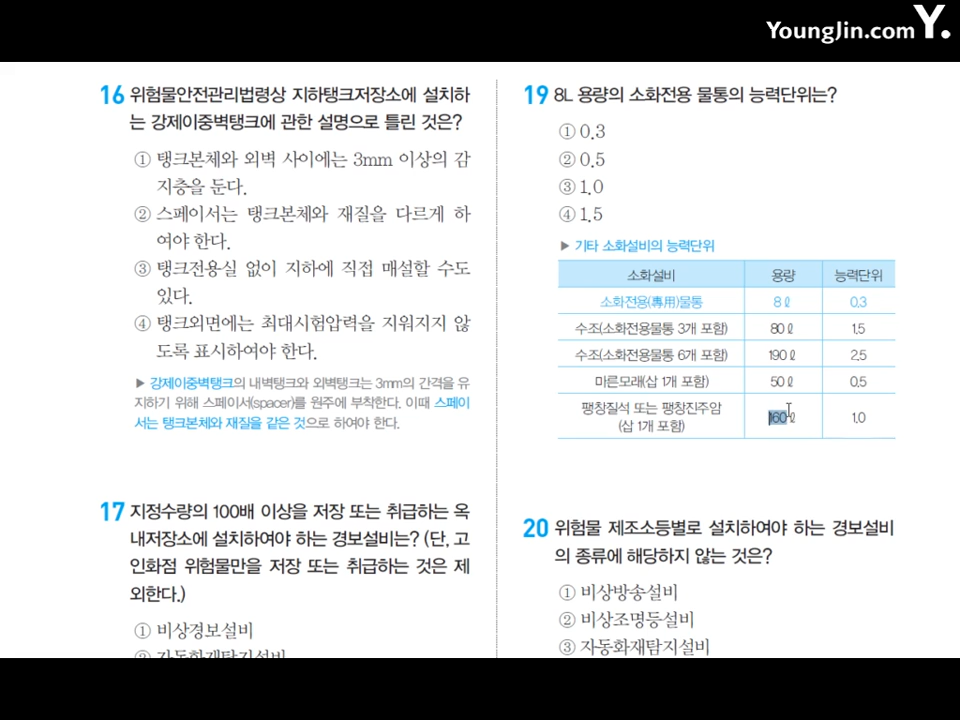 YoungJin.com Y.
16 위험물안전관리법령상 지하탱크저장소에 설치하
는 강제이중벽탱크에 관한 설명으로 틀린 것은?
① 탱크본체와 외벽 사이에는 3mm 이상의 감
지층을 둔다.
② 스페이서는 탱크본체와 재질을 다르게 하
여야 한다.
③ 탱크전용실 없이 지하에 직접 매설할 수도
있다.
④ 탱크외면에는 최대시험압력을 지워지지 않
도록 표시하여야 한다.
▶ 강제이중벽탱크의 내벽탱크와 외벽탱크는 3mm의 간격을 유
지하기 위해 스페이서(spacer)를 원주에 부착한다. 이때 스페이
서는 탱크본체와 재질을 같은 것으로 하여야 한다.
17 지정수량의 100배 이상을 저장 또는 취급하는 옥
내저장소에 설치하여야 하는 경보설비는? (단, 고
인화점 위험물만을 저장 또는 취급하는 것은 제
외한다.)
① 비상경보설비
② 자동화재탐지설비
19 8L 용량의 소화전용 물통의 능력단위는?
① 0.3
② 0.5
③ 1.0
④ 1.5
▶ 기타 소화설비의 능력단위
소화설비 용량 능력단위
소화전용(專用)물통 8ℓ 0.3
수조(소화전용물통 3개 포함) 80ℓ 1.5
수조(소화전용물통 6개 포함) 190ℓ 2.5
마른모래(삽 1개 포함) 50ℓ 0.5
팽창질석 또는 팽창진주암
(삽 1개 포함) 160ℓ 1.0
20 위험물 제조소등별로 설치하여야 하는 경보설비
의 종류에 해당하지 않는 것은?
① 비상방송설비
② 비상조명등설비
③ 자동화재탐지설비